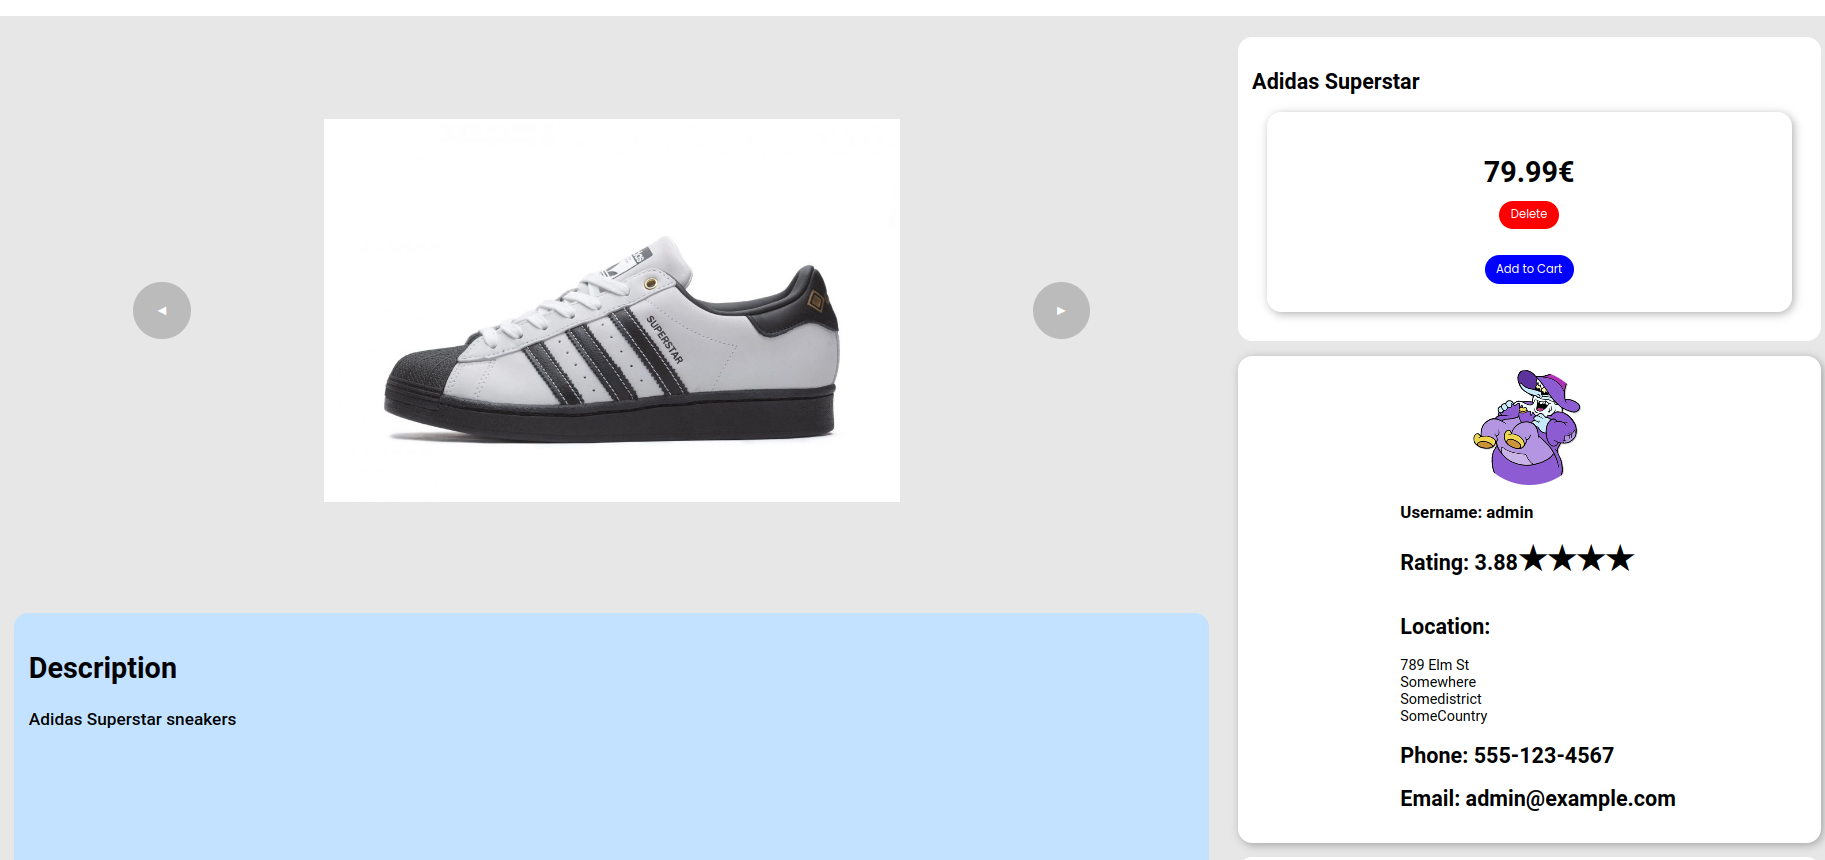 Adidas Superstar
79.99€
Delete
Add to Cart
SUPERSTAR
◄
►
Username: admin
Rating: 3.88★★★★
Location:
789 Elm St
Somewhere
Somedistrict
SomeCountry
Phone: 555-123-4567
Email: admin@example.com
Description
Adidas Superstar sneakers